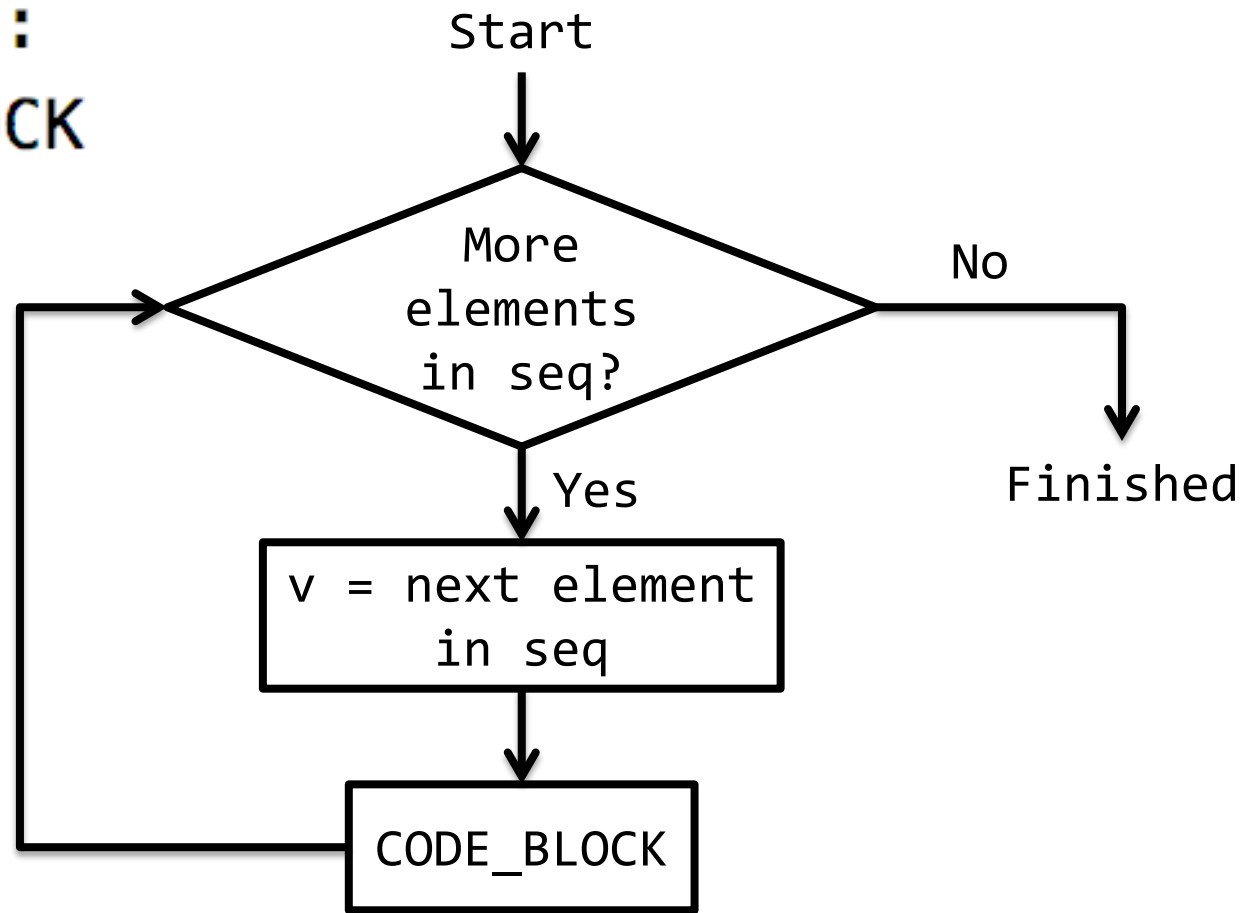 :
CK
Start
More
elements
in seq?
No
Yes
Finished
v = next element
in seq
CODE_BLOCK